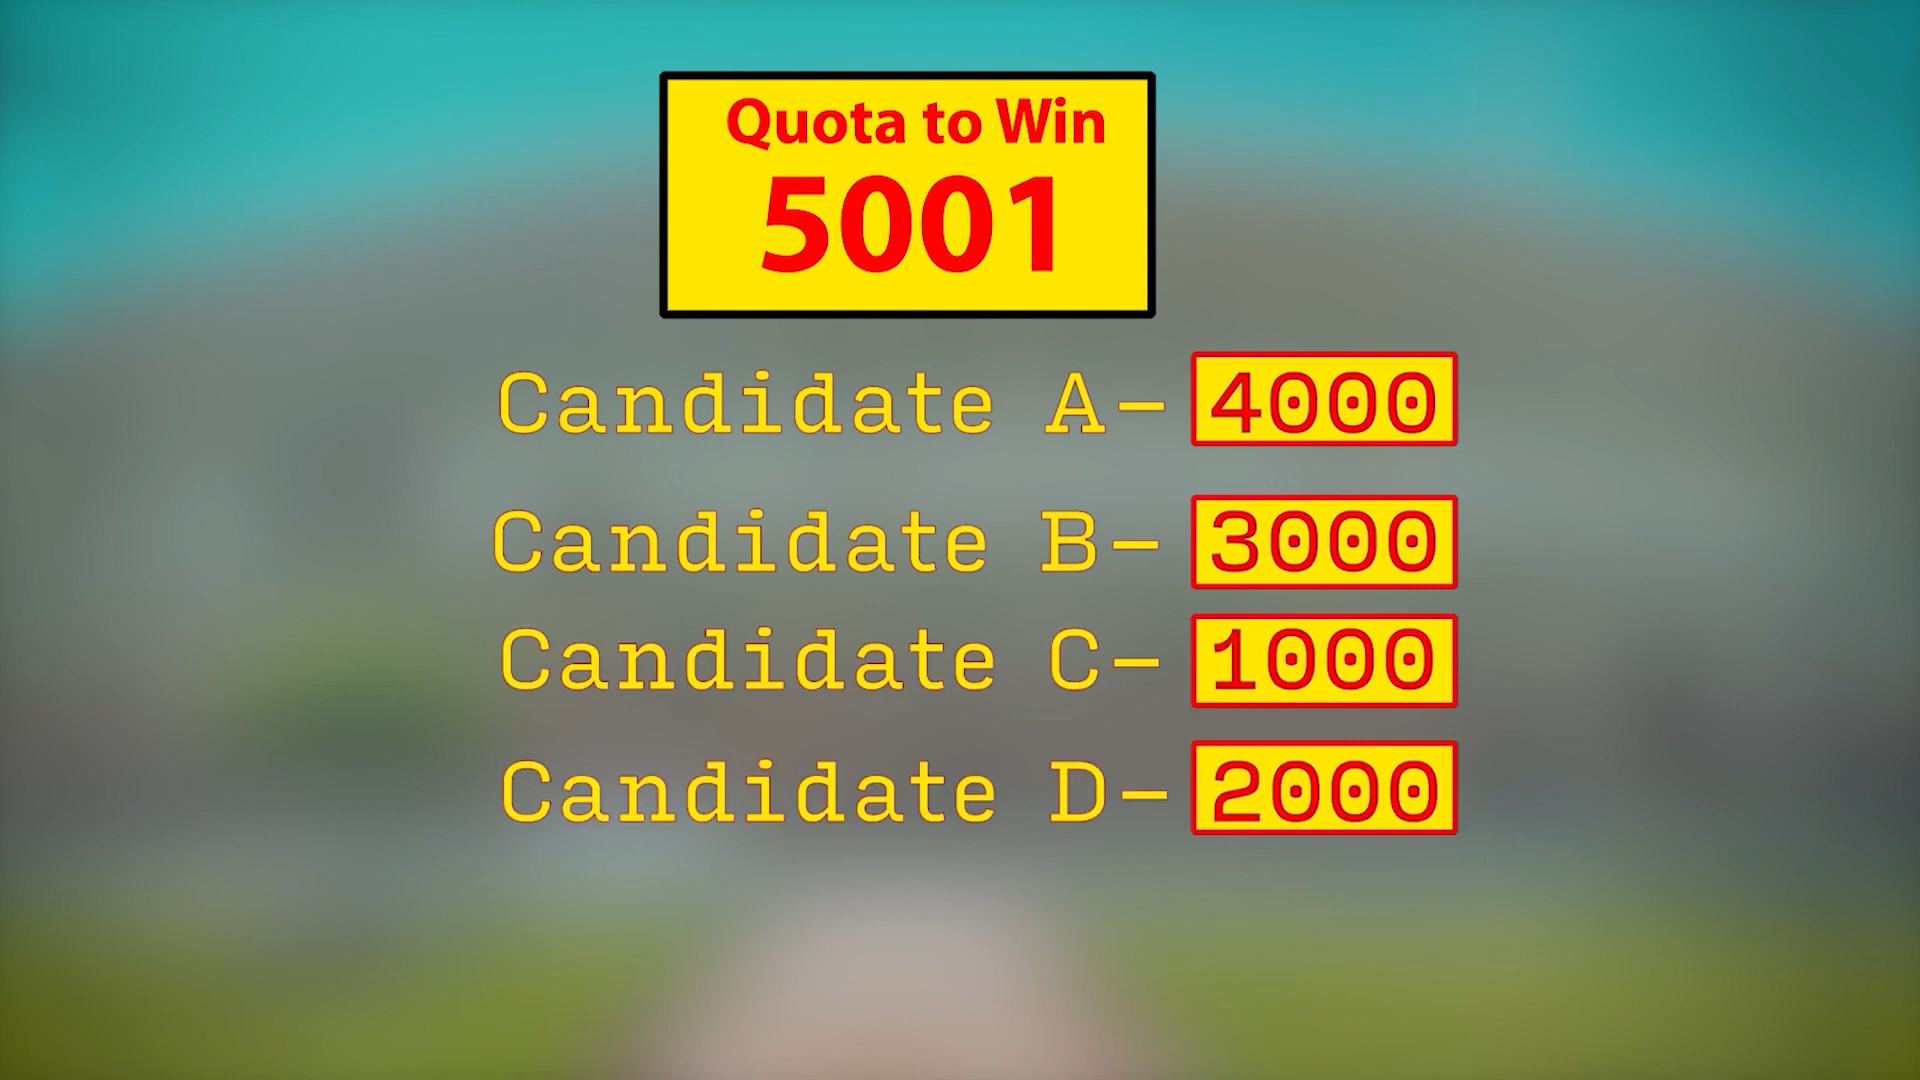 Quota to Win
5001
Candidate A- 4000
Candidate B- 3000
Candidate C- 1000
Candidate D- 2000